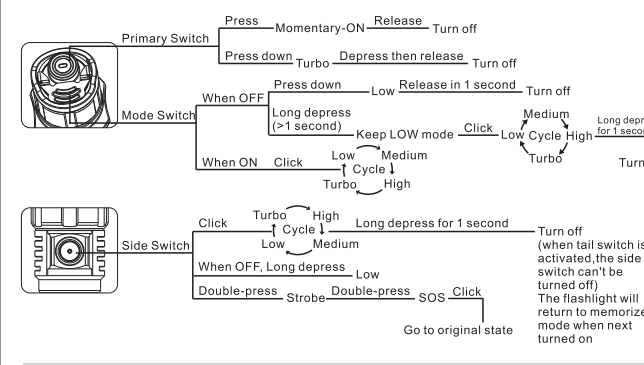 Primary Switch
Press
Momentary-ON
Release
Turn off
Press down
Turbo
Depress then release
Turn off
Mode Switch
When OFF
Press down
Low
Release in 1 second
Turn off
Long depress
(>1 second)
Keep LOW mode
Click
Medium
Low Cycle High
Turbo
for 1
When ON
Click
Low
Medium
Cycle
Turbo
High
Side Switch
Click
Turbo
High
Cycle
Low
Medium
Long depress for 1 second
Turn off
(when tail switch is
activated,the side
switch can't be
turned off)
The flashlight will
return to
mode when next
turned on
When OFF, Long depress
Low
Double-press
Strobe
Double-press
SOS
Click
Go to original state